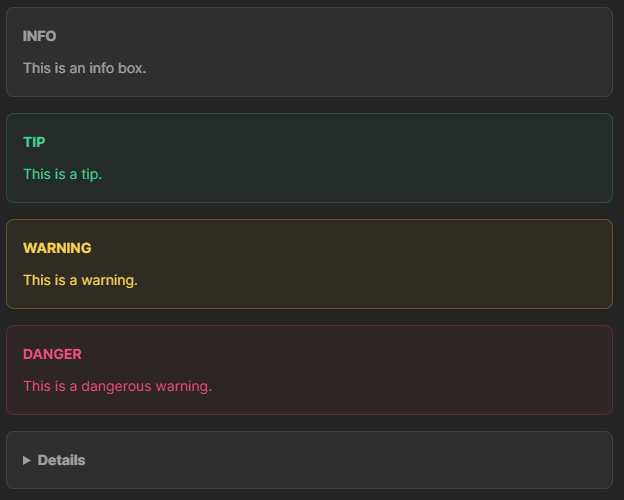 INFO
This is an info box.
TIP
This is a tip.
WARNING
This is a warning.
DANGER
This is a dangerous warning.
Details